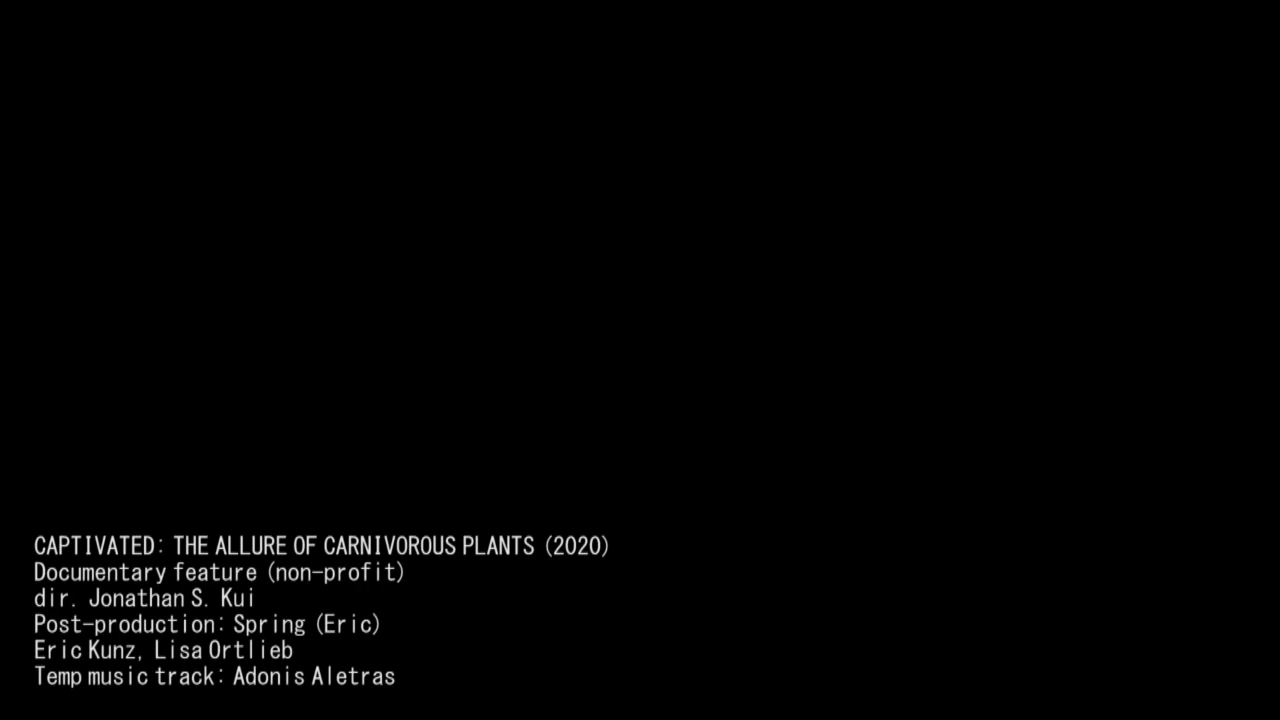 CAPTIVATED: THE ALLURE OF CARNIVOROUS PLANTS (2020)
Documentary feature (non-profit)
dir. Jonathan S. Kui
Post-production: Spring (Eric)
Eric Kunz, Lisa Ortlieb
Temp music track: Adonis Aletras